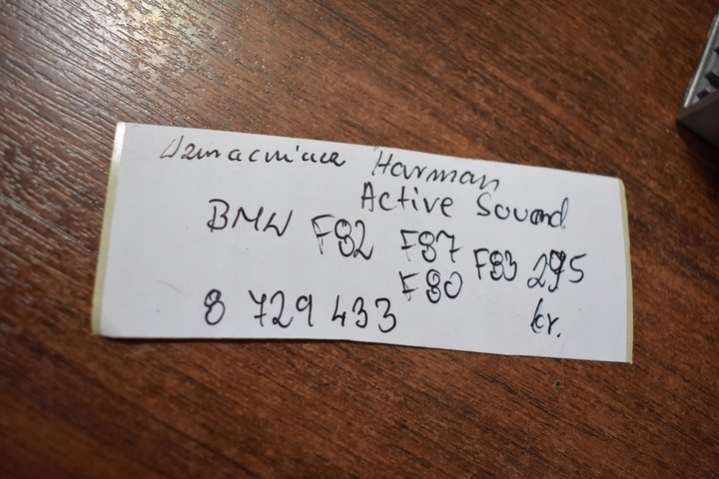 Wzmacniacz Harman
Active Sound
BMW F82 F87 F83 295
F80
8 729 433 kr.